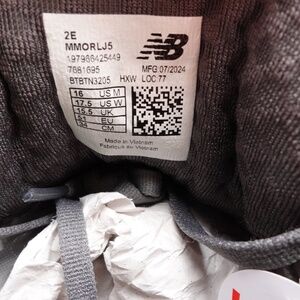 2E
MMORLJ5
197966425449
7681695
MFG:07/2024
BTBTN3205 HXW LOC:77
16 US M
17.5 US W
15.5 UK
EU
34 CM
Made in Vietnam
Fabriqué au Vietnam